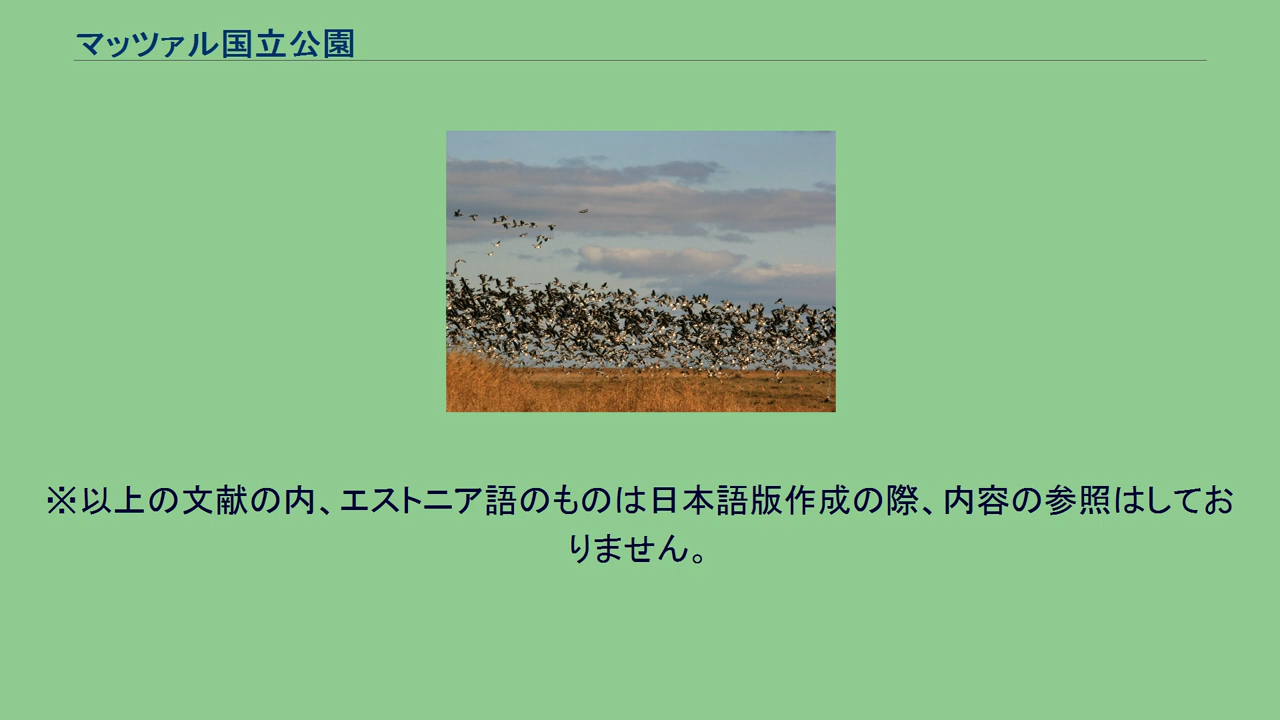 マッツァル国立公園
※以上の文献の内、エストニア語のものは日本語版作成の際、内容の参照はしてお
りません。